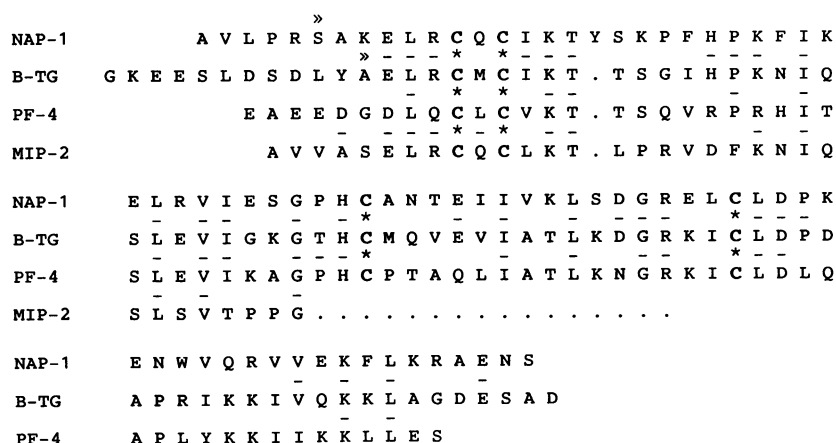 »
NAP-1 A V L P R S A K E L R C Q C I K T Y S K P F H P K F I K
» – – – * – * – – – – – – –
B-TG G K E E S L D S D L Y A E L R C M C I K T . T S G I H P K N I Q
– * – * – – – –
PF-4 E A E E D G D L Q C L C V K T . T S Q V R P R H I T
– – – – * – * – – – –
MIP-2 A V V A S E L R C Q C L K T . L P R V D F K N I Q
NAP-1 E L R V I E S G P H C A N T E I I V K L S D G R E L C L D P K
– – – – – * – – – – – – * – – –
B-TG S L E V I G K G T H C M Q V E V I A T L K D G R K I C L D P D
– – – – – * – – – – – * – –
PF-4 S L E V I K A G P H C P T A Q L I A T L K N G R K I C L D L Q
– – –
MIP-2 S L S V T P P G . . . . . . . . . . . . . . . .
NAP-1 E N W V Q R V V E K F L K R A E N S
– – – –
B-TG A P R I K K I V Q K K L A G D E S A D
– –
PF-4 A P L Y K K I I K K L L E S